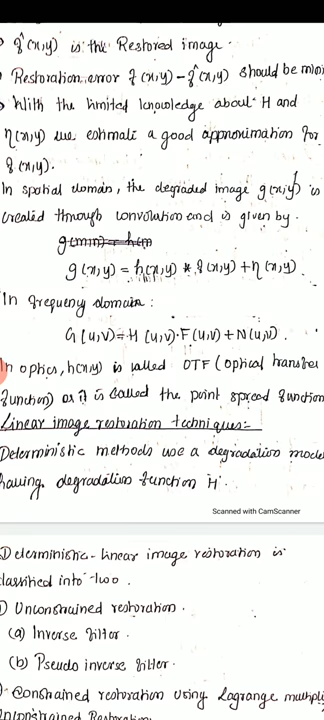 f^(x,y) is the Restored image.
Restoration error f(x,y) - f^(x,y) should be mini
With the limited knowledge about H and
η(x,y) we estimate a good approximation for
f(x,y).
In spatial domain, the degraded image g(x,y) is
created through convolution and is given by.
g(x,y) = h(x,y) * f(x,y) + η(x,y)
In frequency domain:
G(u,v) = H(u,v)·F(u,v) + N(u,v).
In optics, h(x,y) is called OTF (optical transfer
function) or it is called the point spread function
Linear image restoration techniques:-
Deterministic methods use a degradation model
having degradation function H.
Scanned with CamScanner
Deterministic - linear image restoration is
classified into two.
1) Unconstrained restoration.
(a) Inverse filter.
(b) Pseudo inverse filter.
Constrained restoration using Lagrange multipli
Unconstrained Restoration